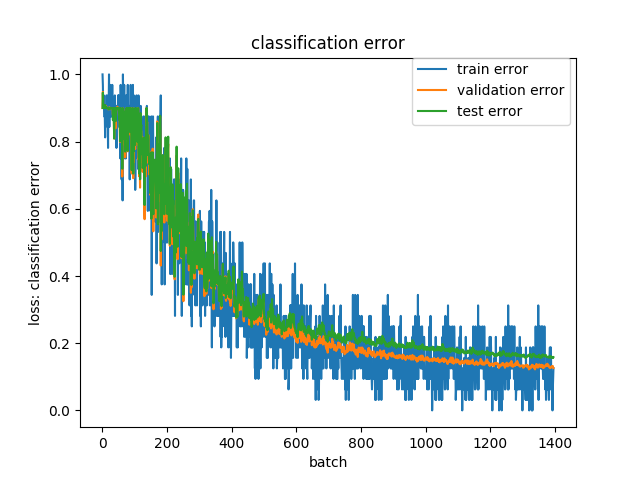 classification error
train error
validation error
test error
1.0
0.8
0.6
0.4
0.2
0.0
loss: classification error
0 200 400 600 800 1000 1200 1400
batch